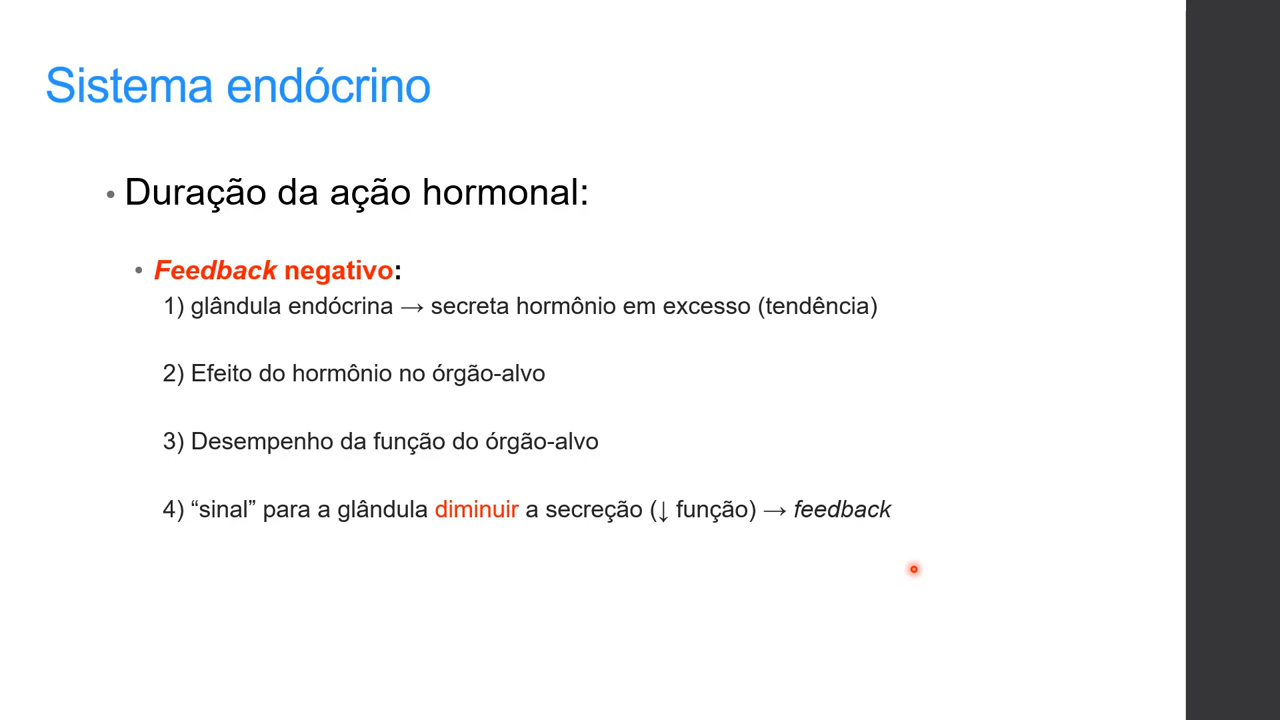 Sistema endócrino
• Duração da ação hormonal:
• Feedback negativo:
1) glândula endócrina → secreta hormônio em excesso (tendência)
2) Efeito do hormônio no órgão-alvo
3) Desempenho da função do órgão-alvo
4) “sinal” para a glândula diminuir a secreção (↓ função) → feedback